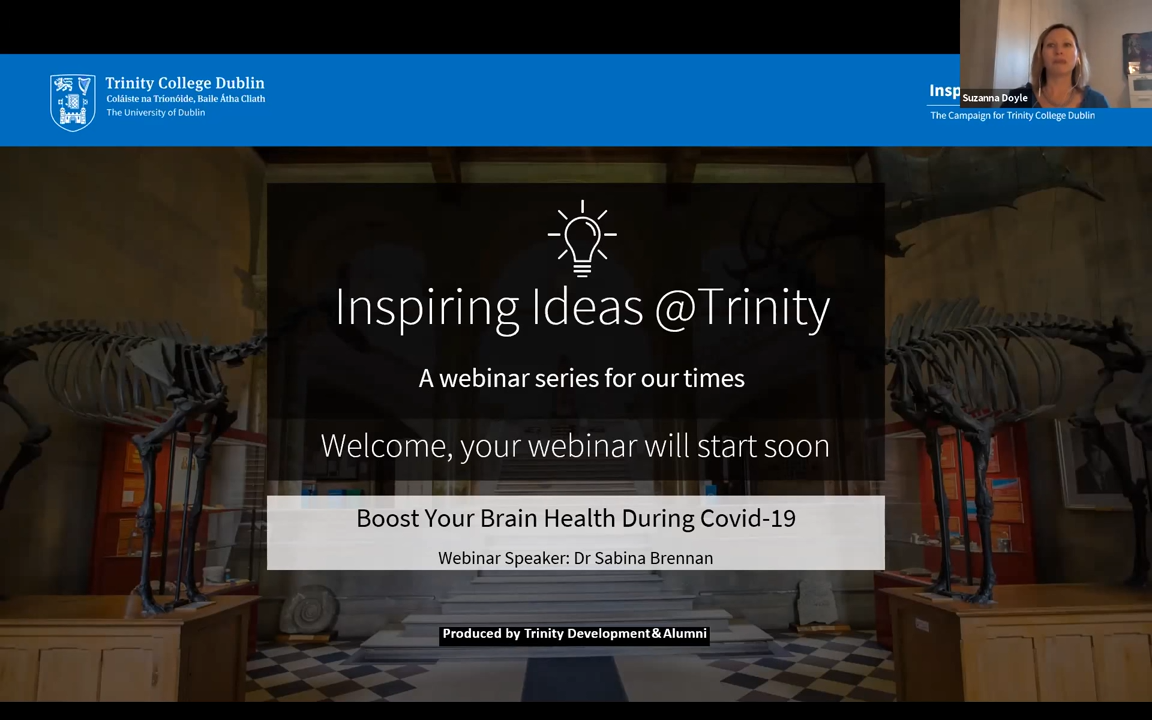 Trinity College Dublin
Coláiste na Tríonóide, Baile Átha Cliath
The University of Dublin
Insp
Suzanna Doyle
The Campaign for Trinity College Dublin
Inspiring Ideas @Trinity
A webinar series for our times
Welcome, your webinar will start soon
Boost Your Brain Health During Covid-19
Webinar Speaker: Dr Sabina Brennan
Produced by Trinity Development&Alumni